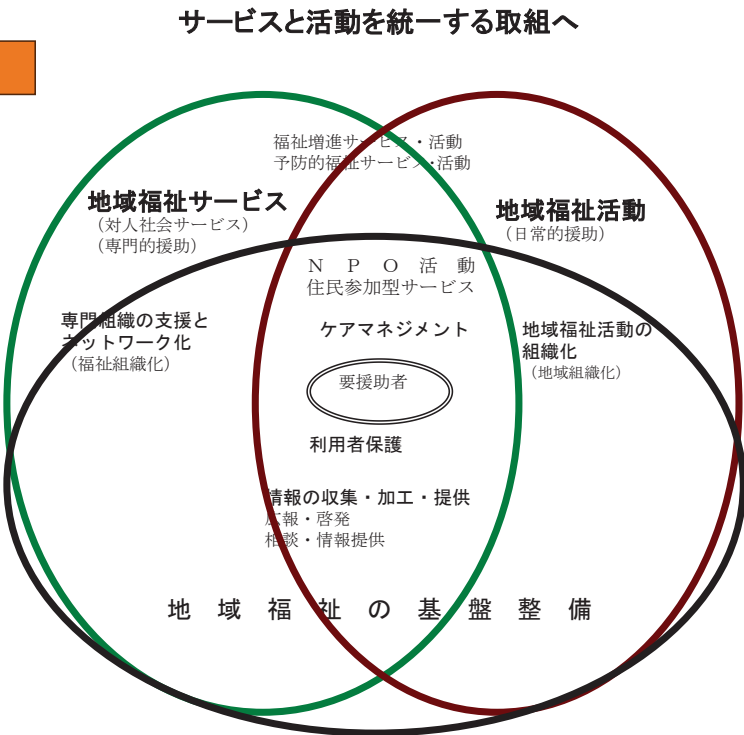 サービスと活動を統一する取組へ
福祉増進サービス・活動
予防的福祉サービス・活動
地域福祉サービス
（対人社会サービス）
（専門的援助）
地域福祉活動
（日常的援助）
ＮＰＯ活動
住民参加型サービス
専門組織の支援と
ネットワーク化
（福祉組織化）
ケアマネジメント
地域福祉活動の
組織化
（地域組織化）
要援助者
利用者保護
情報の収集・加工・提供
広報・啓発
相談・情報提供
地域福祉の基盤整備